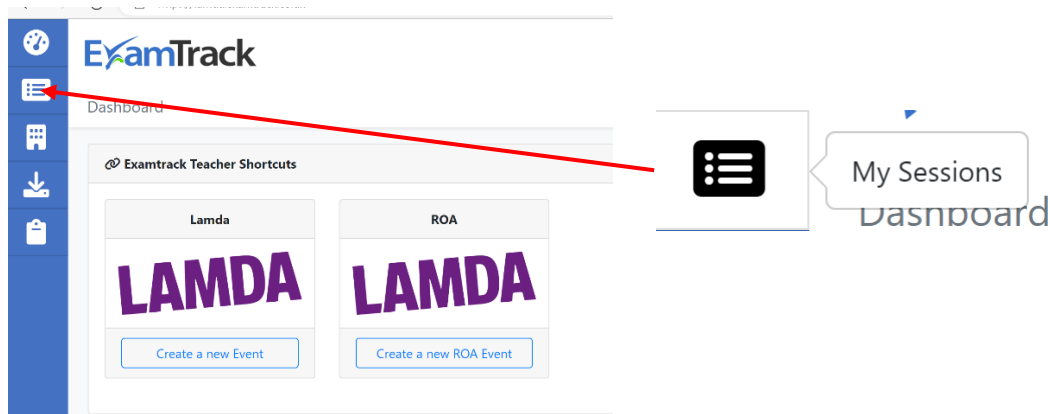 ExamTrack
Dashboard
Examtrack Teacher Shortcuts
Lamda
ROA
LAMDA
LAMDA
Create a new Event
Create a new ROA Event
My Sessions
Dashboard